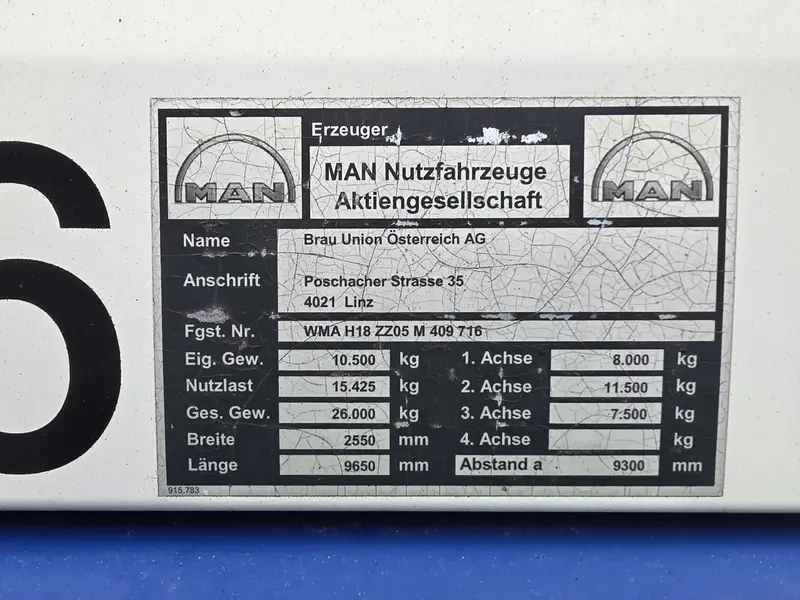 6
MAN
Erzeuger
MAN Nutzfahrzeuge
Aktiengesellschaft
MAN
Name Brau Union Österreich AG
Anschrift Poschacher Strasse 35
4021 Linz
Fgst. Nr. WMA H18 ZZ05 M 409 716
Eig. Gew. 10.500 kg 1. Achse 8.000 kg
Nutzlast 15.425 kg 2. Achse 11.500 kg
Ges. Gew. 26.000 kg 3. Achse 7.500 kg
Breite 2550 mm 4. Achse kg
Länge 9650 mm Abstand a 9300 mm
915.783